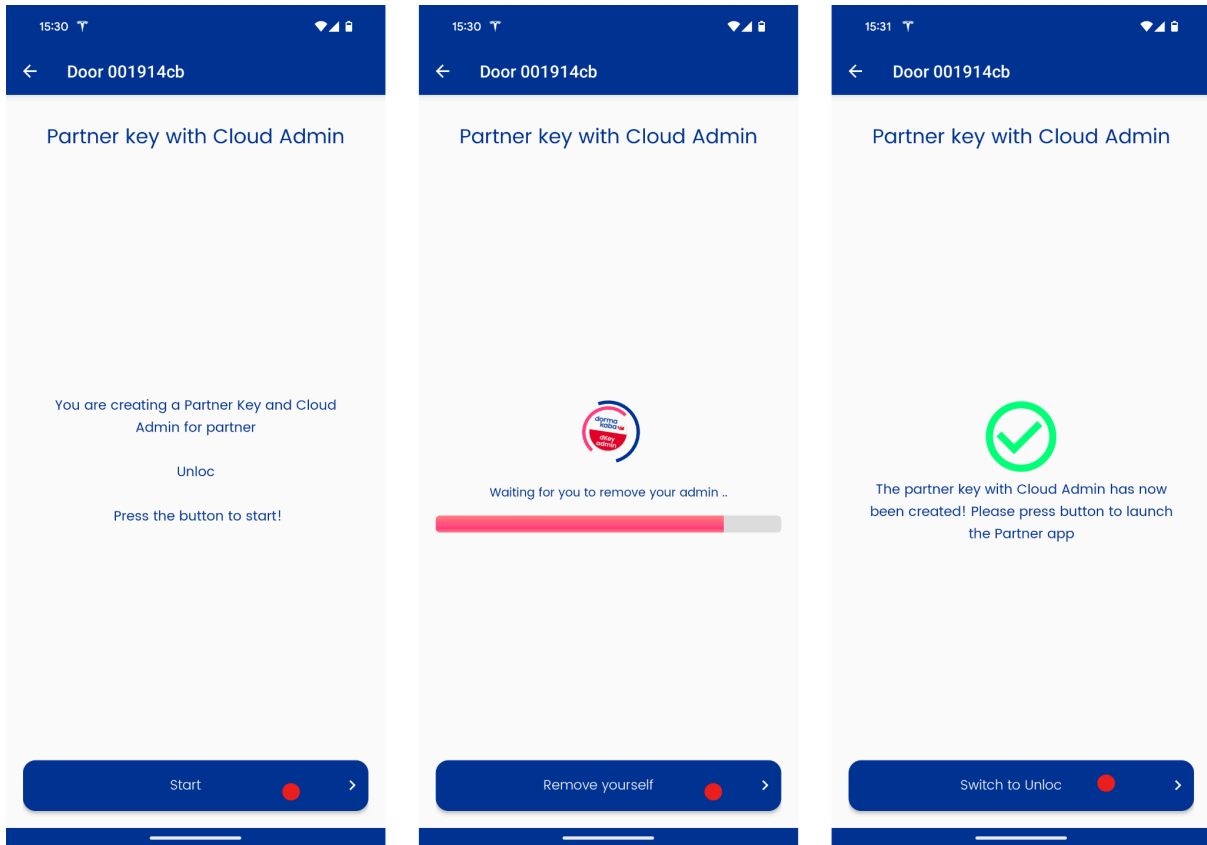 15:30
Door 001914cb
Partner key with Cloud Admin
You are creating a Partner Key and Cloud
Admin for partner
Unloc
Press the button to start!
Start
15:30
Door 001914cb
Partner key with Cloud Admin
dorma
kaba
dKey
admin
Waiting for you to remove your admin ..
Remove yourself
15:31
Door 001914cb
Partner key with Cloud Admin
The partner key with Cloud Admin has now
been created! Please press button to launch
the Partner app
Switch to Unloc